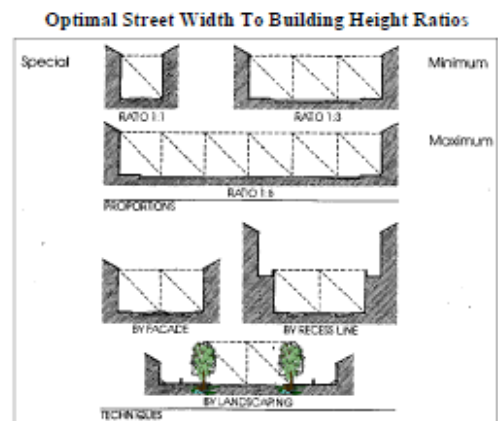 Optimal Street Width To Building Height Ratios
Special
Minimum
RATIO 1:1
RATIO 1:3
Maximum
RATIO 1:6
PROPORTIONS
BY FACADE
BY RECESS LINE
BY LANDSCAPING
TECHNIQUES